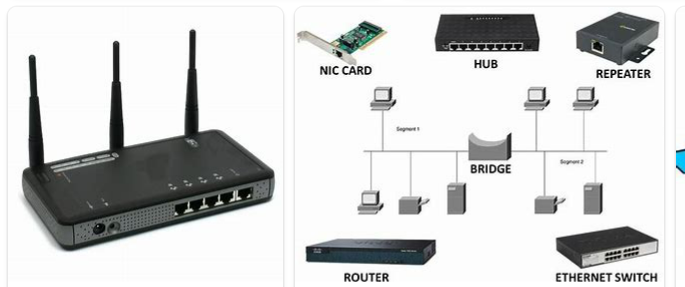 NIC CARD
HUB
REPEATER
Segment 1
BRIDGE
Segment 2
ROUTER
ETHERNET SWITCH